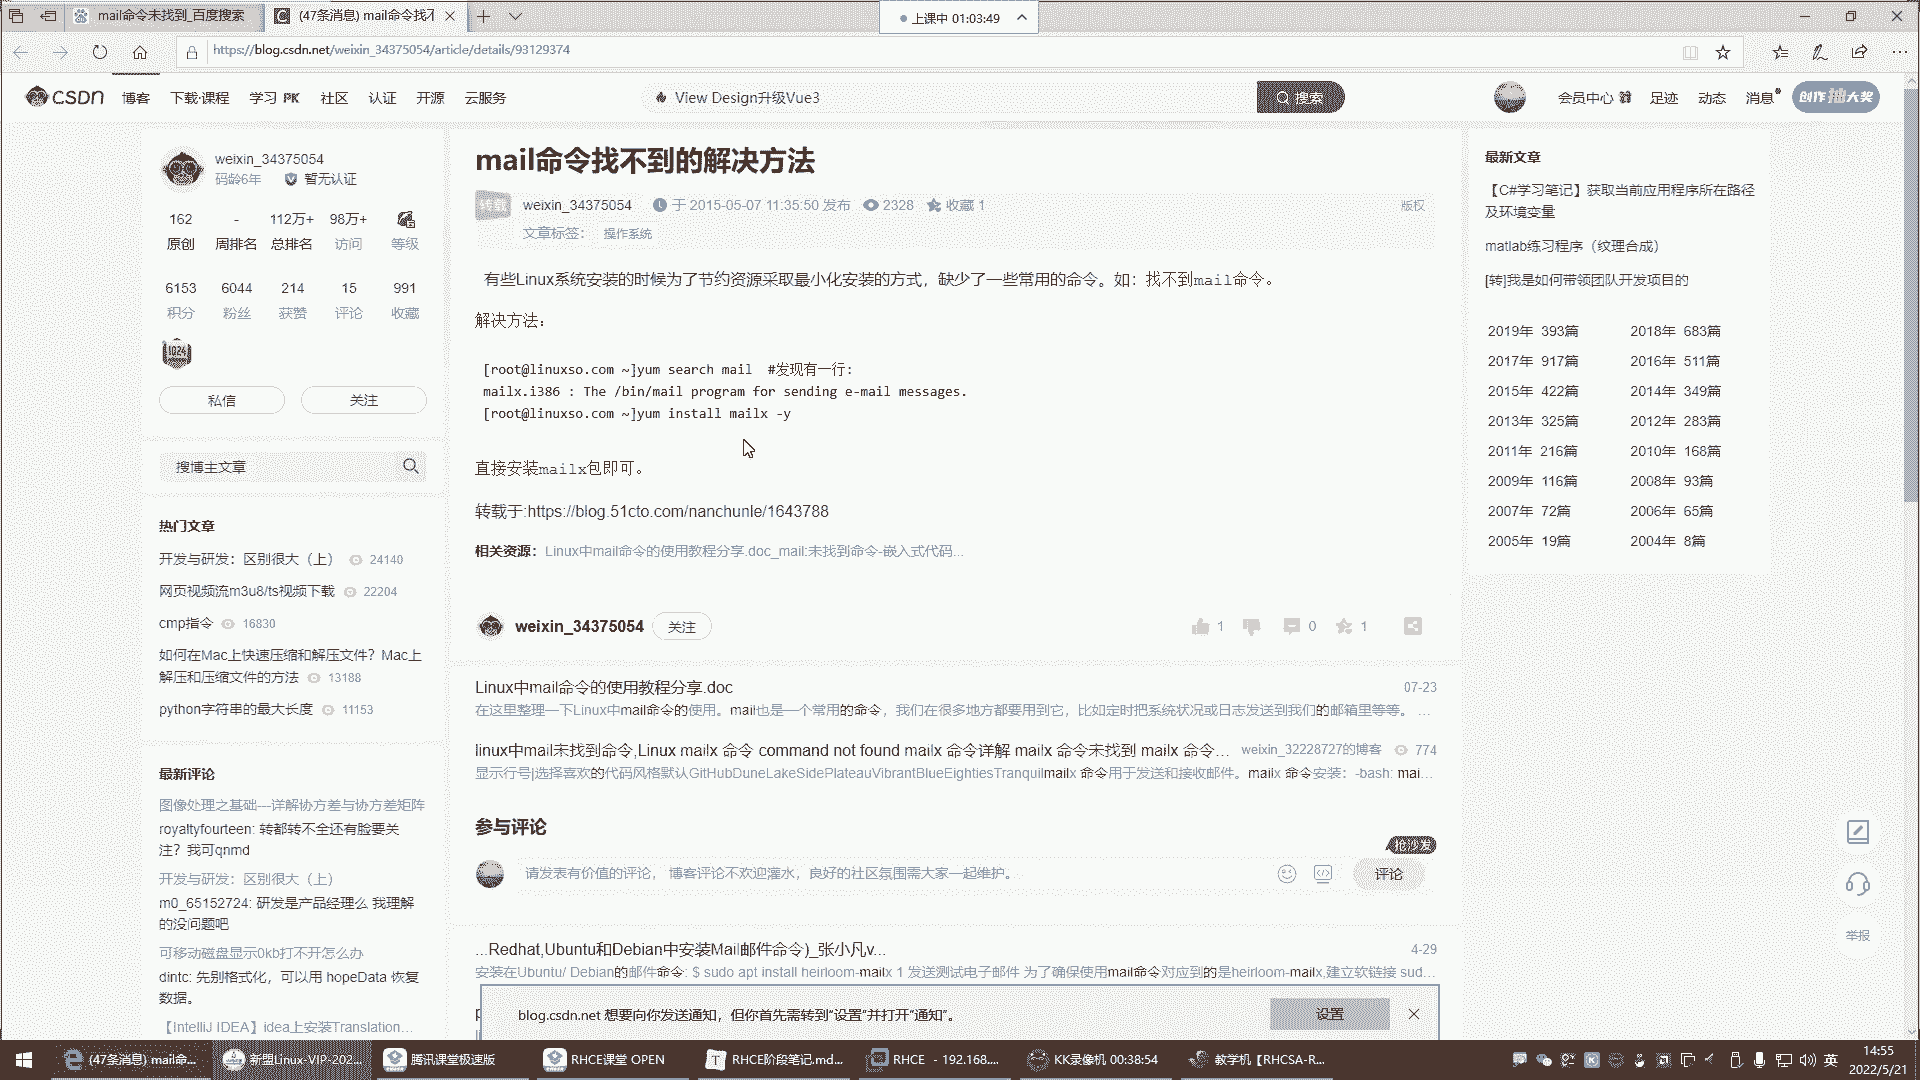 mail命令未找到_百度搜索
(47条消息) mail命令找不
上课中 01:03:49
https://blog.csdn.net/weixin_34375054/article/details/93129374
CSDN 博客 下载·课程 学习 PK 社区 认证 开源 云服务
View Design升级Vue3
搜索
会员中心 足迹 动态 消息 创作 抽大奖
weixin_34375054
码龄6年 暂无认证
162 - 112万+ 98万+
原创 周排名 总排名 访问 等级
6153 6044 214 15 991
积分 粉丝 获赞 评论 收藏
1024
私信 关注
搜博主文章
热门文章
开发与研发：区别很大（上） 24140
网页视频流m3u8/ts视频下载 22204
cmp指令 16830
如何在Mac上快速压缩和解压文件？Mac上
解压和压缩文件的方法 13188
python字符串的最大长度 11153
最新评论
图像处理之基础---详解协方差与协方差矩阵
royaltyfourteen: 转都转不全还有脸要关
注？我可qnmd
开发与研发：区别很大（上）
m0_65152724: 研发是产品经理么 我理解
的没问题吧
可移动磁盘显示0kb打不开怎么办
dintc: 先别格式化，可以用 hopeData 恢复
数据。
【IntelliJ IDEA】idea上安装Translation...
mail命令找不到的解决方法
转载 weixin_34375054 于 2015-05-07 11:35:50 发布 2328 收藏 1 版权
文章标签： 操作系统
有些Linux系统安装的时候为了节约资源采取最小化安装的方式，缺少了一些常用的命令。如：找不到mail命令。
解决方法：
[root@linuxso.com ~]yum search mail #发现有一行:
mailx.i386 : The /bin/mail program for sending e-mail messages.
[root@linuxso.com ~]yum install mailx -y
直接安装mailx包即可。
转载于:https://blog.51cto.com/nanchunle/1643788
相关资源：Linux中mail命令的使用教程分享.doc_mail:未找到命令-嵌入式代码...
weixin_34375054 关注
1 0 1
Linux中mail命令的使用教程分享.doc 07-23
在这里整理一下Linux中mail命令的使用。mail也是一个常用的命令，我们在很多地方都要用到它，比如定时把系统状况或日志发送到我们的邮箱里等等。 ...
linux中mail未找到命令,Linux mailx 命令 command not found mailx 命令详解 mailx 命令未找到 mailx 命令... weixin_32228727的博客 774
显示行号|选择喜欢的代码风格默认GitHubDuneLakeSidePlateauVibrantBlueEightiesTranquilmailx 命令用于发送和接收邮件。mailx 命令安装：-bash: mai...
参与评论
抢沙发
请发表有价值的评论， 博客评论不欢迎灌水，良好的社区氛围需大家一起维护。
评论
...Redhat,Ubuntu和Debian中安装Mail邮件命令)_张小凡v... 4-29
安装在Ubuntu/ Debian的邮件命令: $ sudo apt install heirloom-mailx 1 发送测试电子邮件 为了确保使用mail命令对应到的是heirloom-mailx,建立软链接 sud...
blog.csdn.net 想要向你发送通知，但你首先需转到“设置”并打开“通知”。
设置
最新文章
【C#学习笔记】获取当前应用程序所在路径
及环境变量
matlab练习程序（纹理合成）
[转]我是如何带领团队开发项目的
2019年 393篇 2018年 683篇
2017年 917篇 2016年 511篇
2015年 422篇 2014年 349篇
2013年 325篇 2012年 283篇
2011年 216篇 2010年 168篇
2009年 116篇 2008年 93篇
2007年 72篇 2006年 65篇
2005年 19篇 2004年 8篇
举报
(47条消息) mail命...
新盟Linux-VIP-202...
腾讯课堂极速版
RHCE课堂 OPEN
RHCE阶段笔记.md...
RHCE - 192.168....
KK录像机 00:38:54
教学机【RHCSA-R...
英
14:55
2022/5/21